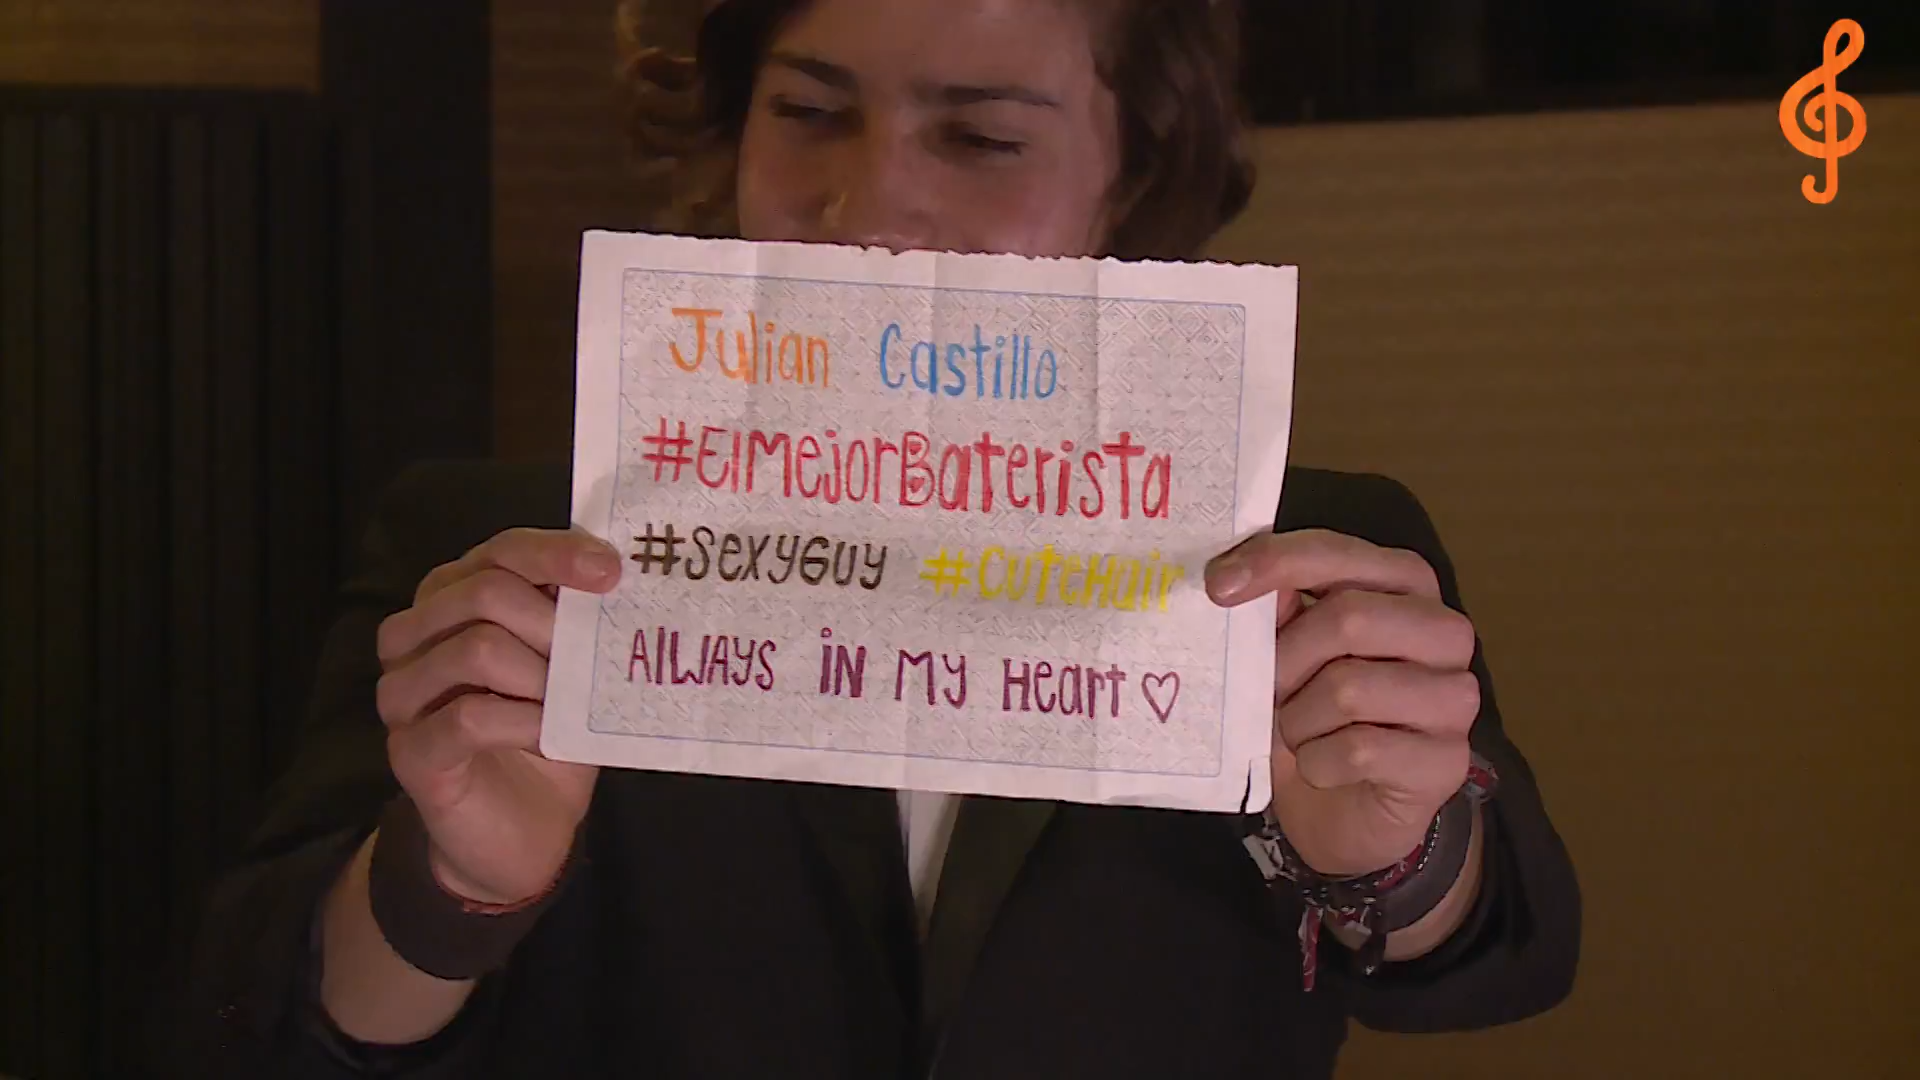 Julian Castillo
#ElMejorBaterista
#SexyGuy #CuteHair
Always in my Heart ♡